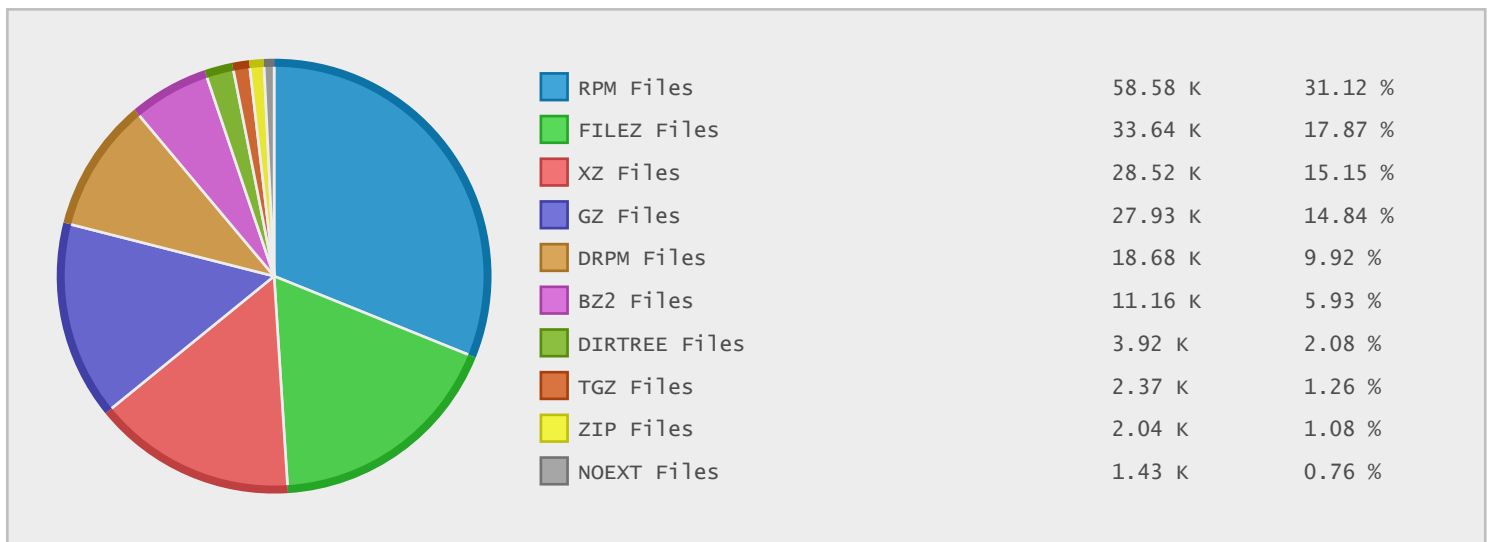 RPM Files 58.58 K 31.12 %
FILEZ Files 33.64 K 17.87 %
XZ Files 28.52 K 15.15 %
GZ Files 27.93 K 14.84 %
DRPM Files 18.68 K 9.92 %
BZ2 Files 11.16 K 5.93 %
DIRTREE Files 3.92 K 2.08 %
TGZ Files 2.37 K 1.26 %
ZIP Files 2.04 K 1.08 %
NOEXT Files 1.43 K 0.76 %